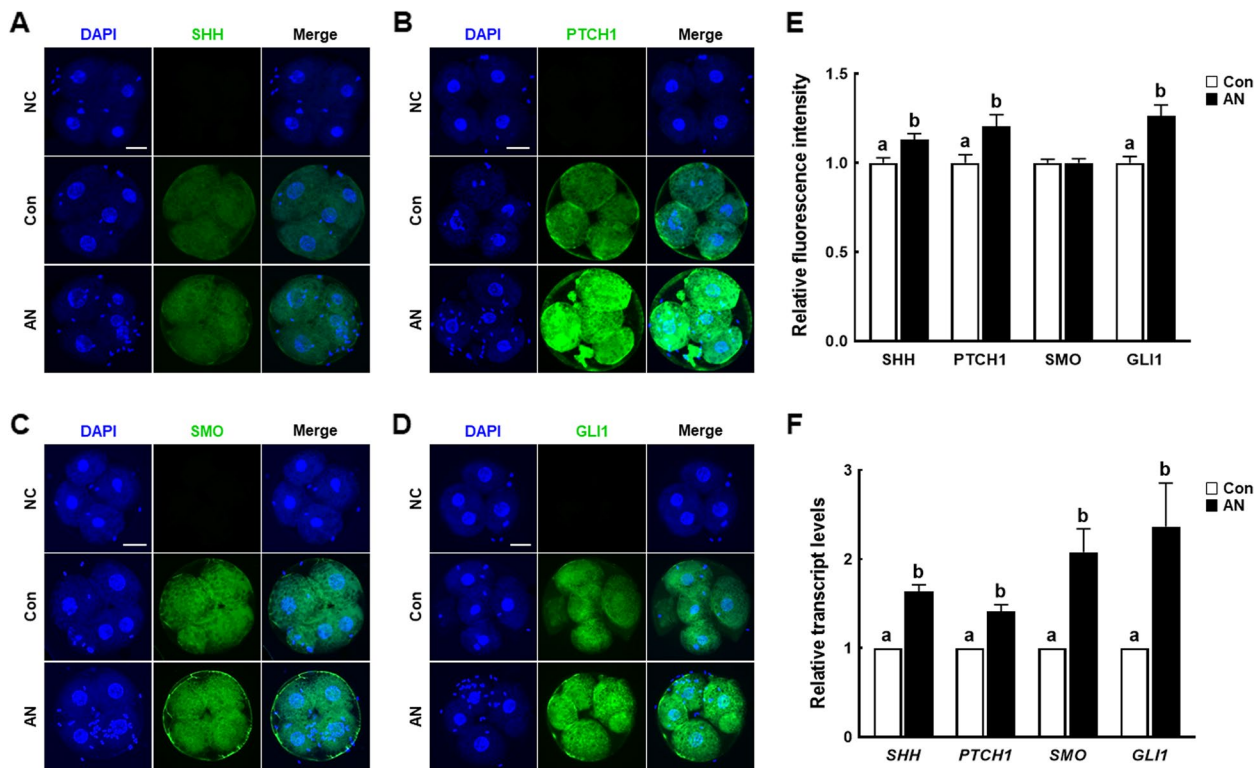 A
DAPI SHH Merge
NC
Con
AN
B
DAPI PTCH1 Merge
NC
Con
AN
C
DAPI SMO Merge
NC
Con
AN
D
DAPI GLI1 Merge
NC
Con
AN
E
Relative fluorescence intensity
1.5
1.0
0.5
0.0
a b a b a b
SHH PTCH1 SMO GLI1
Con
AN
F
Relative transcript levels
3
2
1
0
a b a b a b a b
SHH PTCH1 SMO GLI1
Con
AN